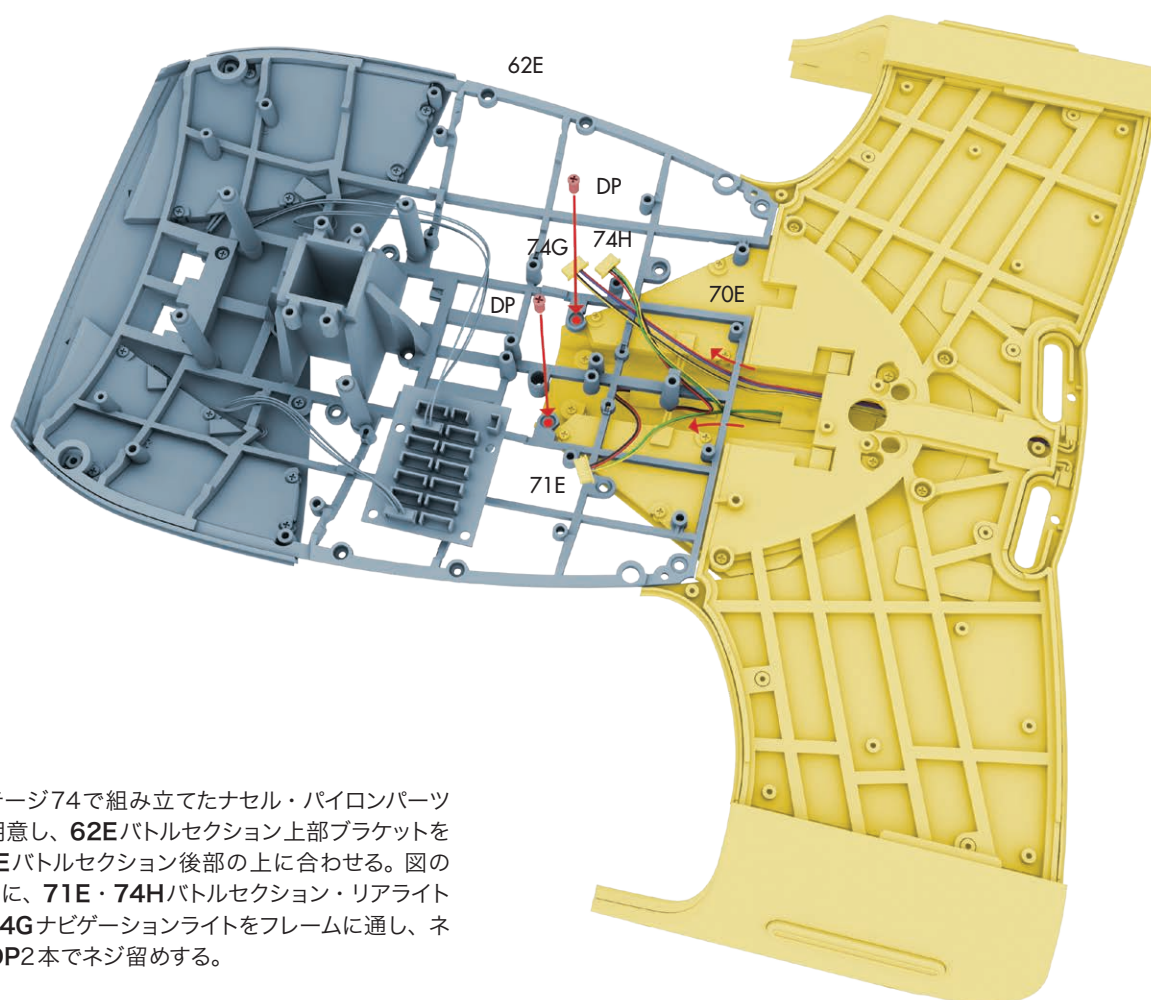 62E
DP
74G
74H
70E
DP
71E
テージ74で組み立てたナセル・パイロンパーツ
用意し、62Eバトルセクション上部ブラケットを
Eバトルセクション後部の上に合わせる。図の
に、71E・74Hバトルセクション・リアライト
4Gナビゲーションライトをフレームに通し、ネ
DP2本でネジ留めする。